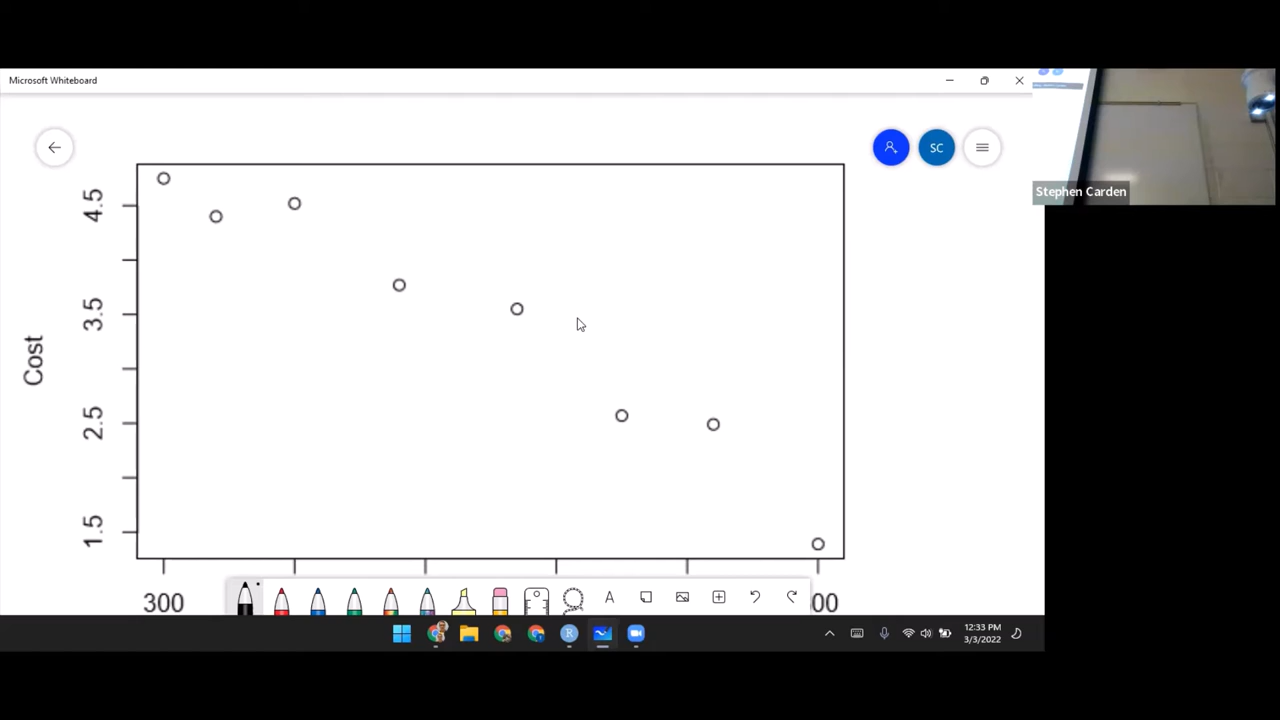 Microsoft Whiteboard
SC
Stephen Carden
4.5
3.5
2.5
1.5
Cost
300
00
A
R
12:33 PM
3/3/2022